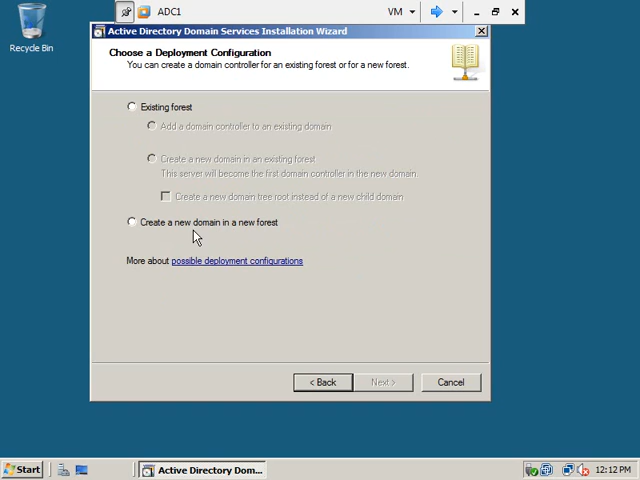 ADC1
VM
Recycle Bin
Active Directory Domain Services Installation Wizard
Choose a Deployment Configuration
You can create a domain controller for an existing forest or for a new forest.
Existing forest
Add a domain controller to an existing domain
Create a new domain in an existing forest
This server will become the first domain controller in the new domain.
Create a new domain tree root instead of a new child domain
Create a new domain in a new forest
More about possible deployment configurations
< Back
Next >
Cancel
Start
Active Directory Dom...
12:12 PM